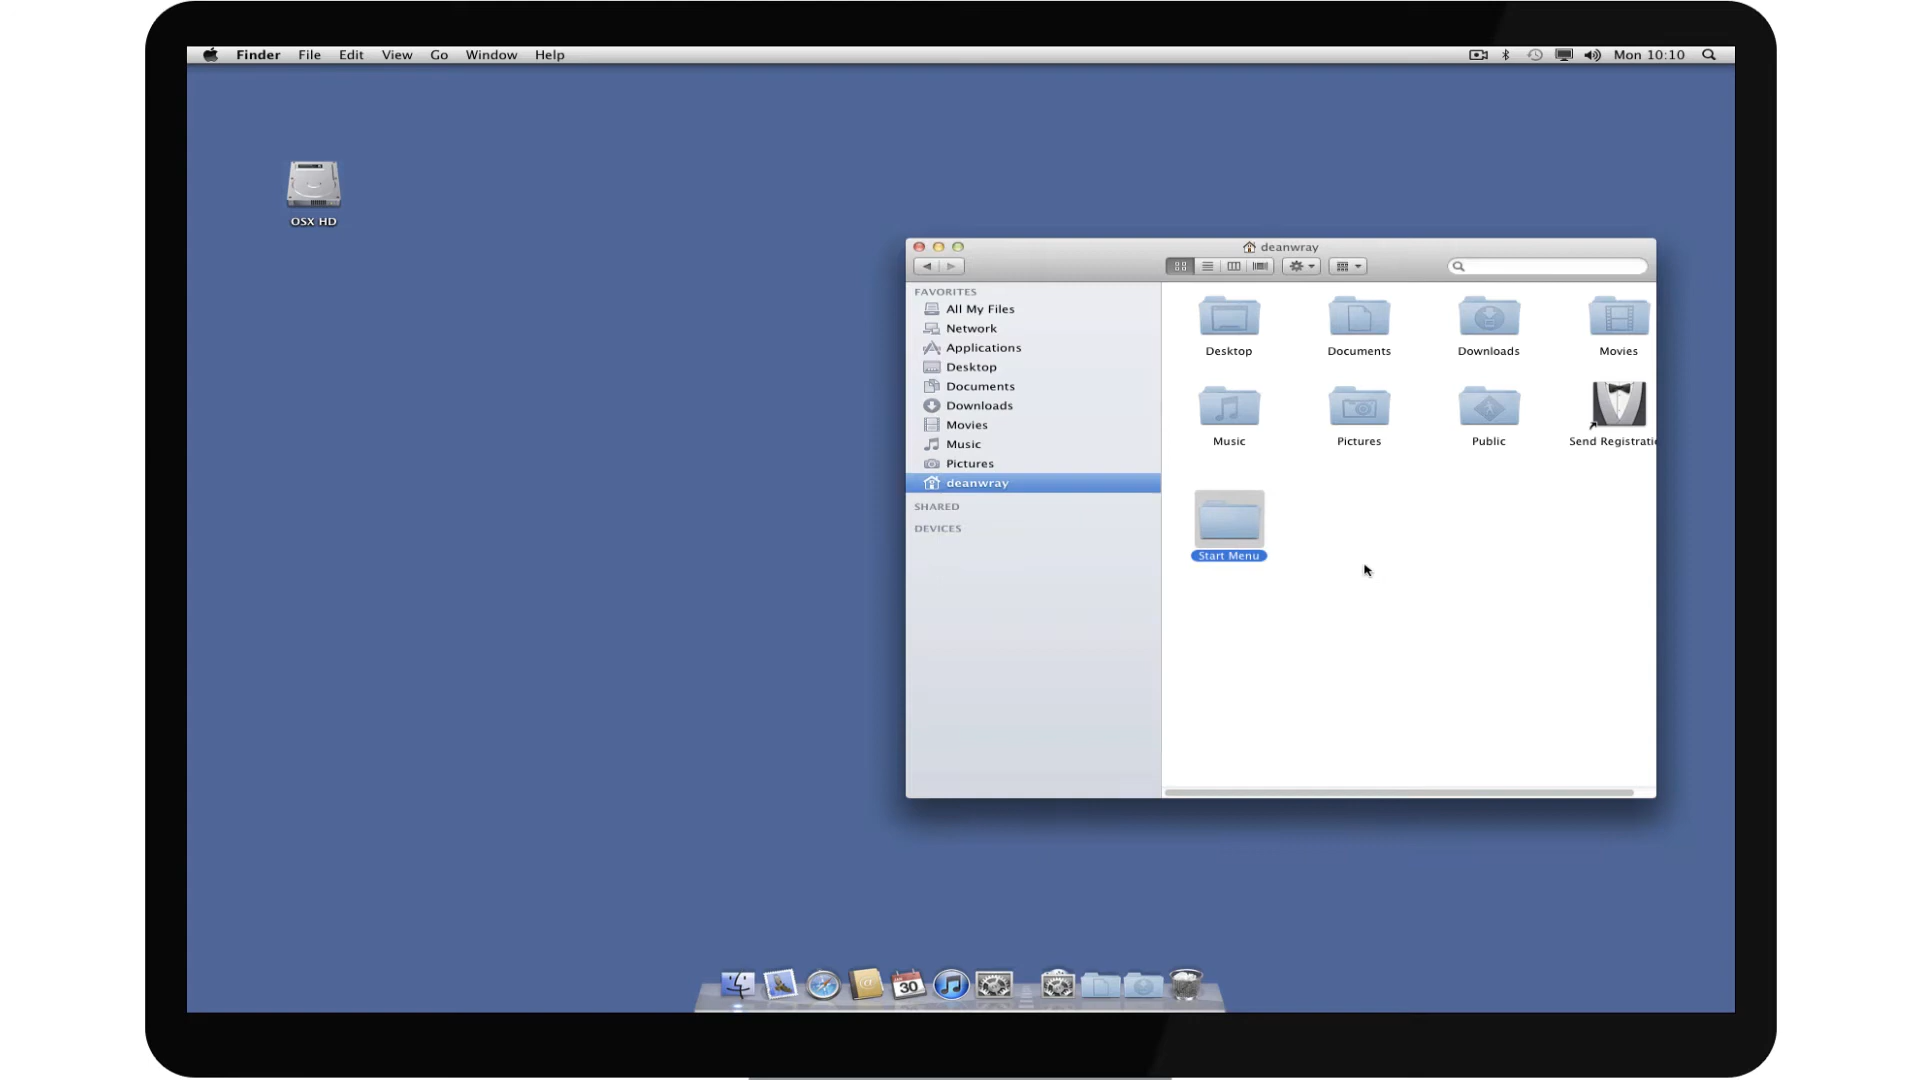 Finder File Edit View Go Window Help Mon 10:10
OSX HD
deanwray
FAVORITES
All My Files
Network
Applications
Desktop
Documents
Downloads
Movies
Music
Pictures
deanwray
SHARED
DEVICES
Desktop Documents Downloads Movies
Music Pictures Public Send Registratio
Start Menu
JAN
30